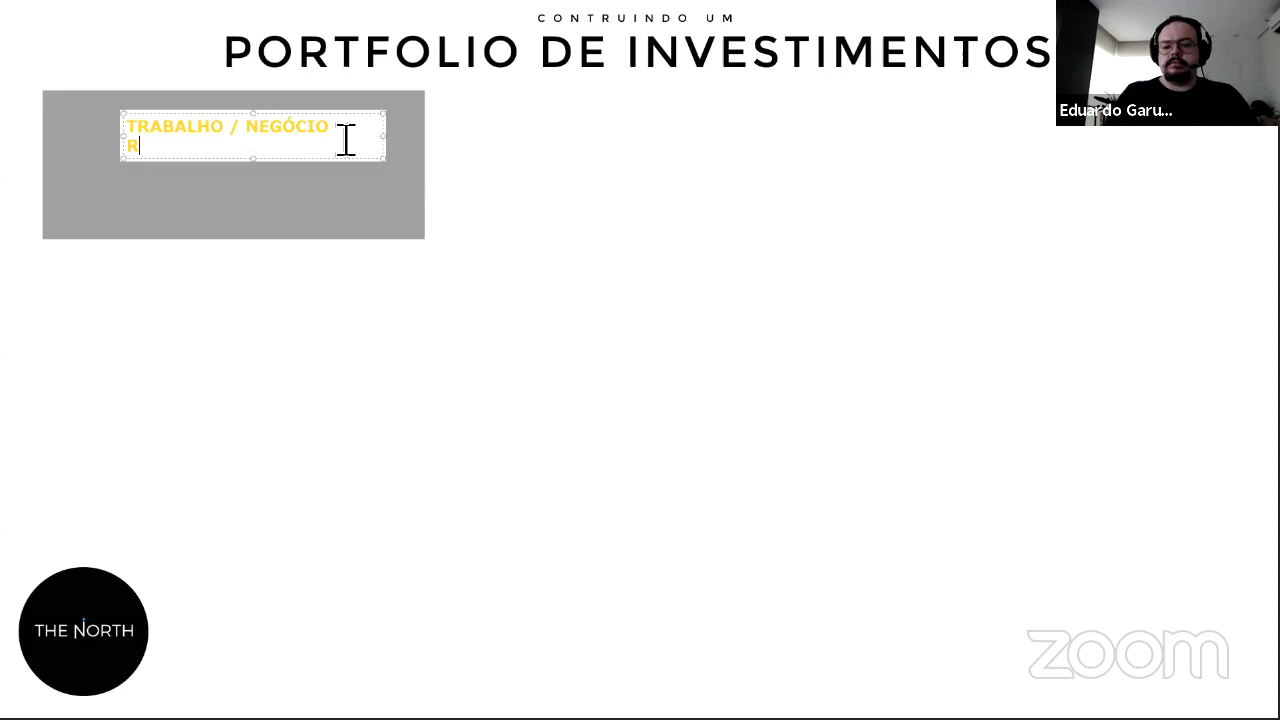 CONTRUINDO UM
PORTFOLIO DE INVESTIMENTOS
Eduardo Garu...
TRABALHO / NEGÓCIO
R
THE NORTH
zoom